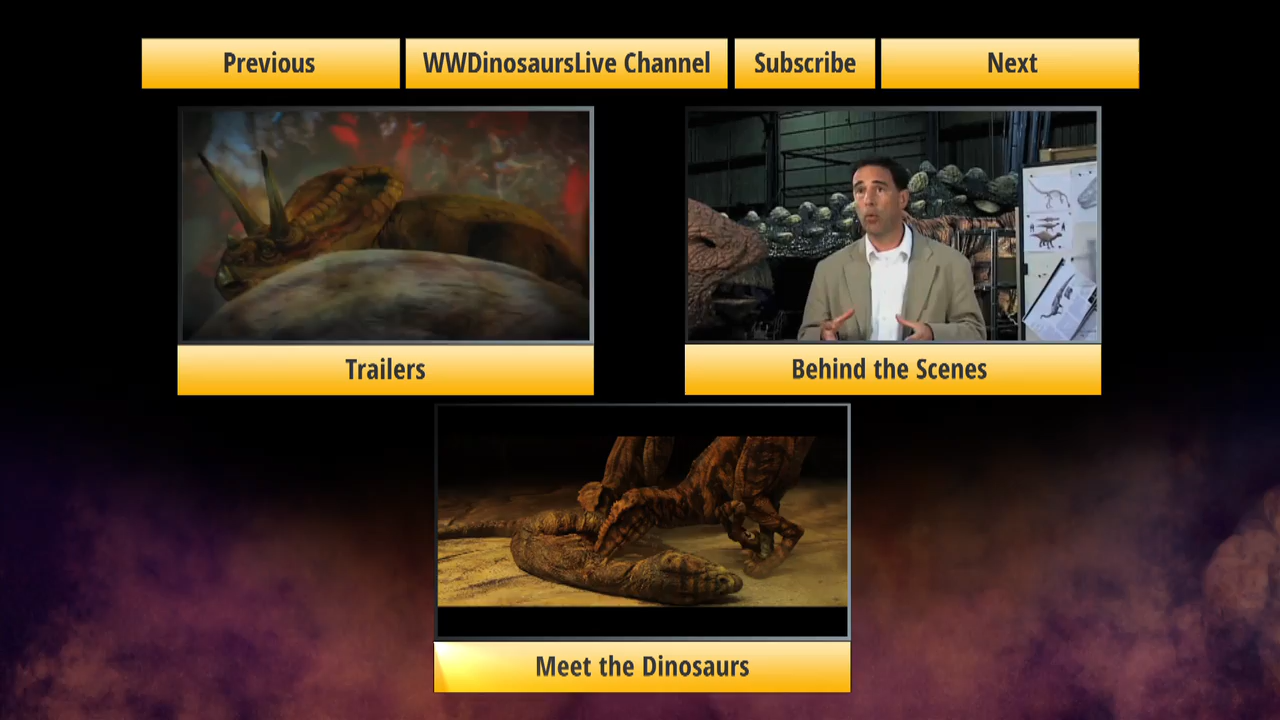 Previous
WWDinosaursLive Channel
Subscribe
Next
Trailers
Behind the Scenes
Meet the Dinosaurs